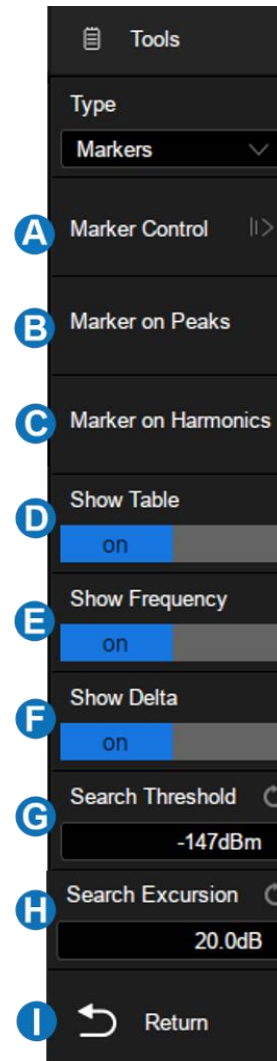 Tools
Type
Markers
A Marker Control
B Marker on Peaks
C Marker on Harmonics
D Show Table
on
E Show Frequency
on
F Show Delta
on
G Search Threshold
-147dBm
H Search Excursion
20.0dB
I Return